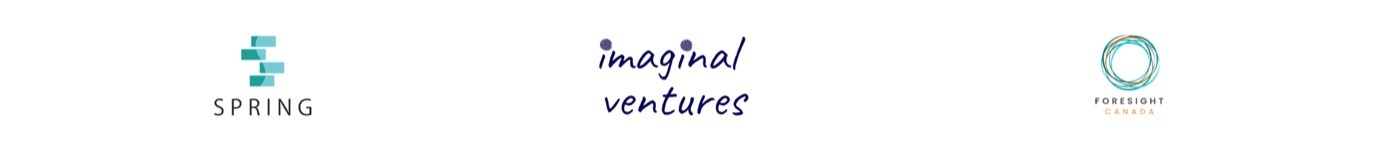 SPRING
imaginal
ventures
FORESIGHT
CANADA